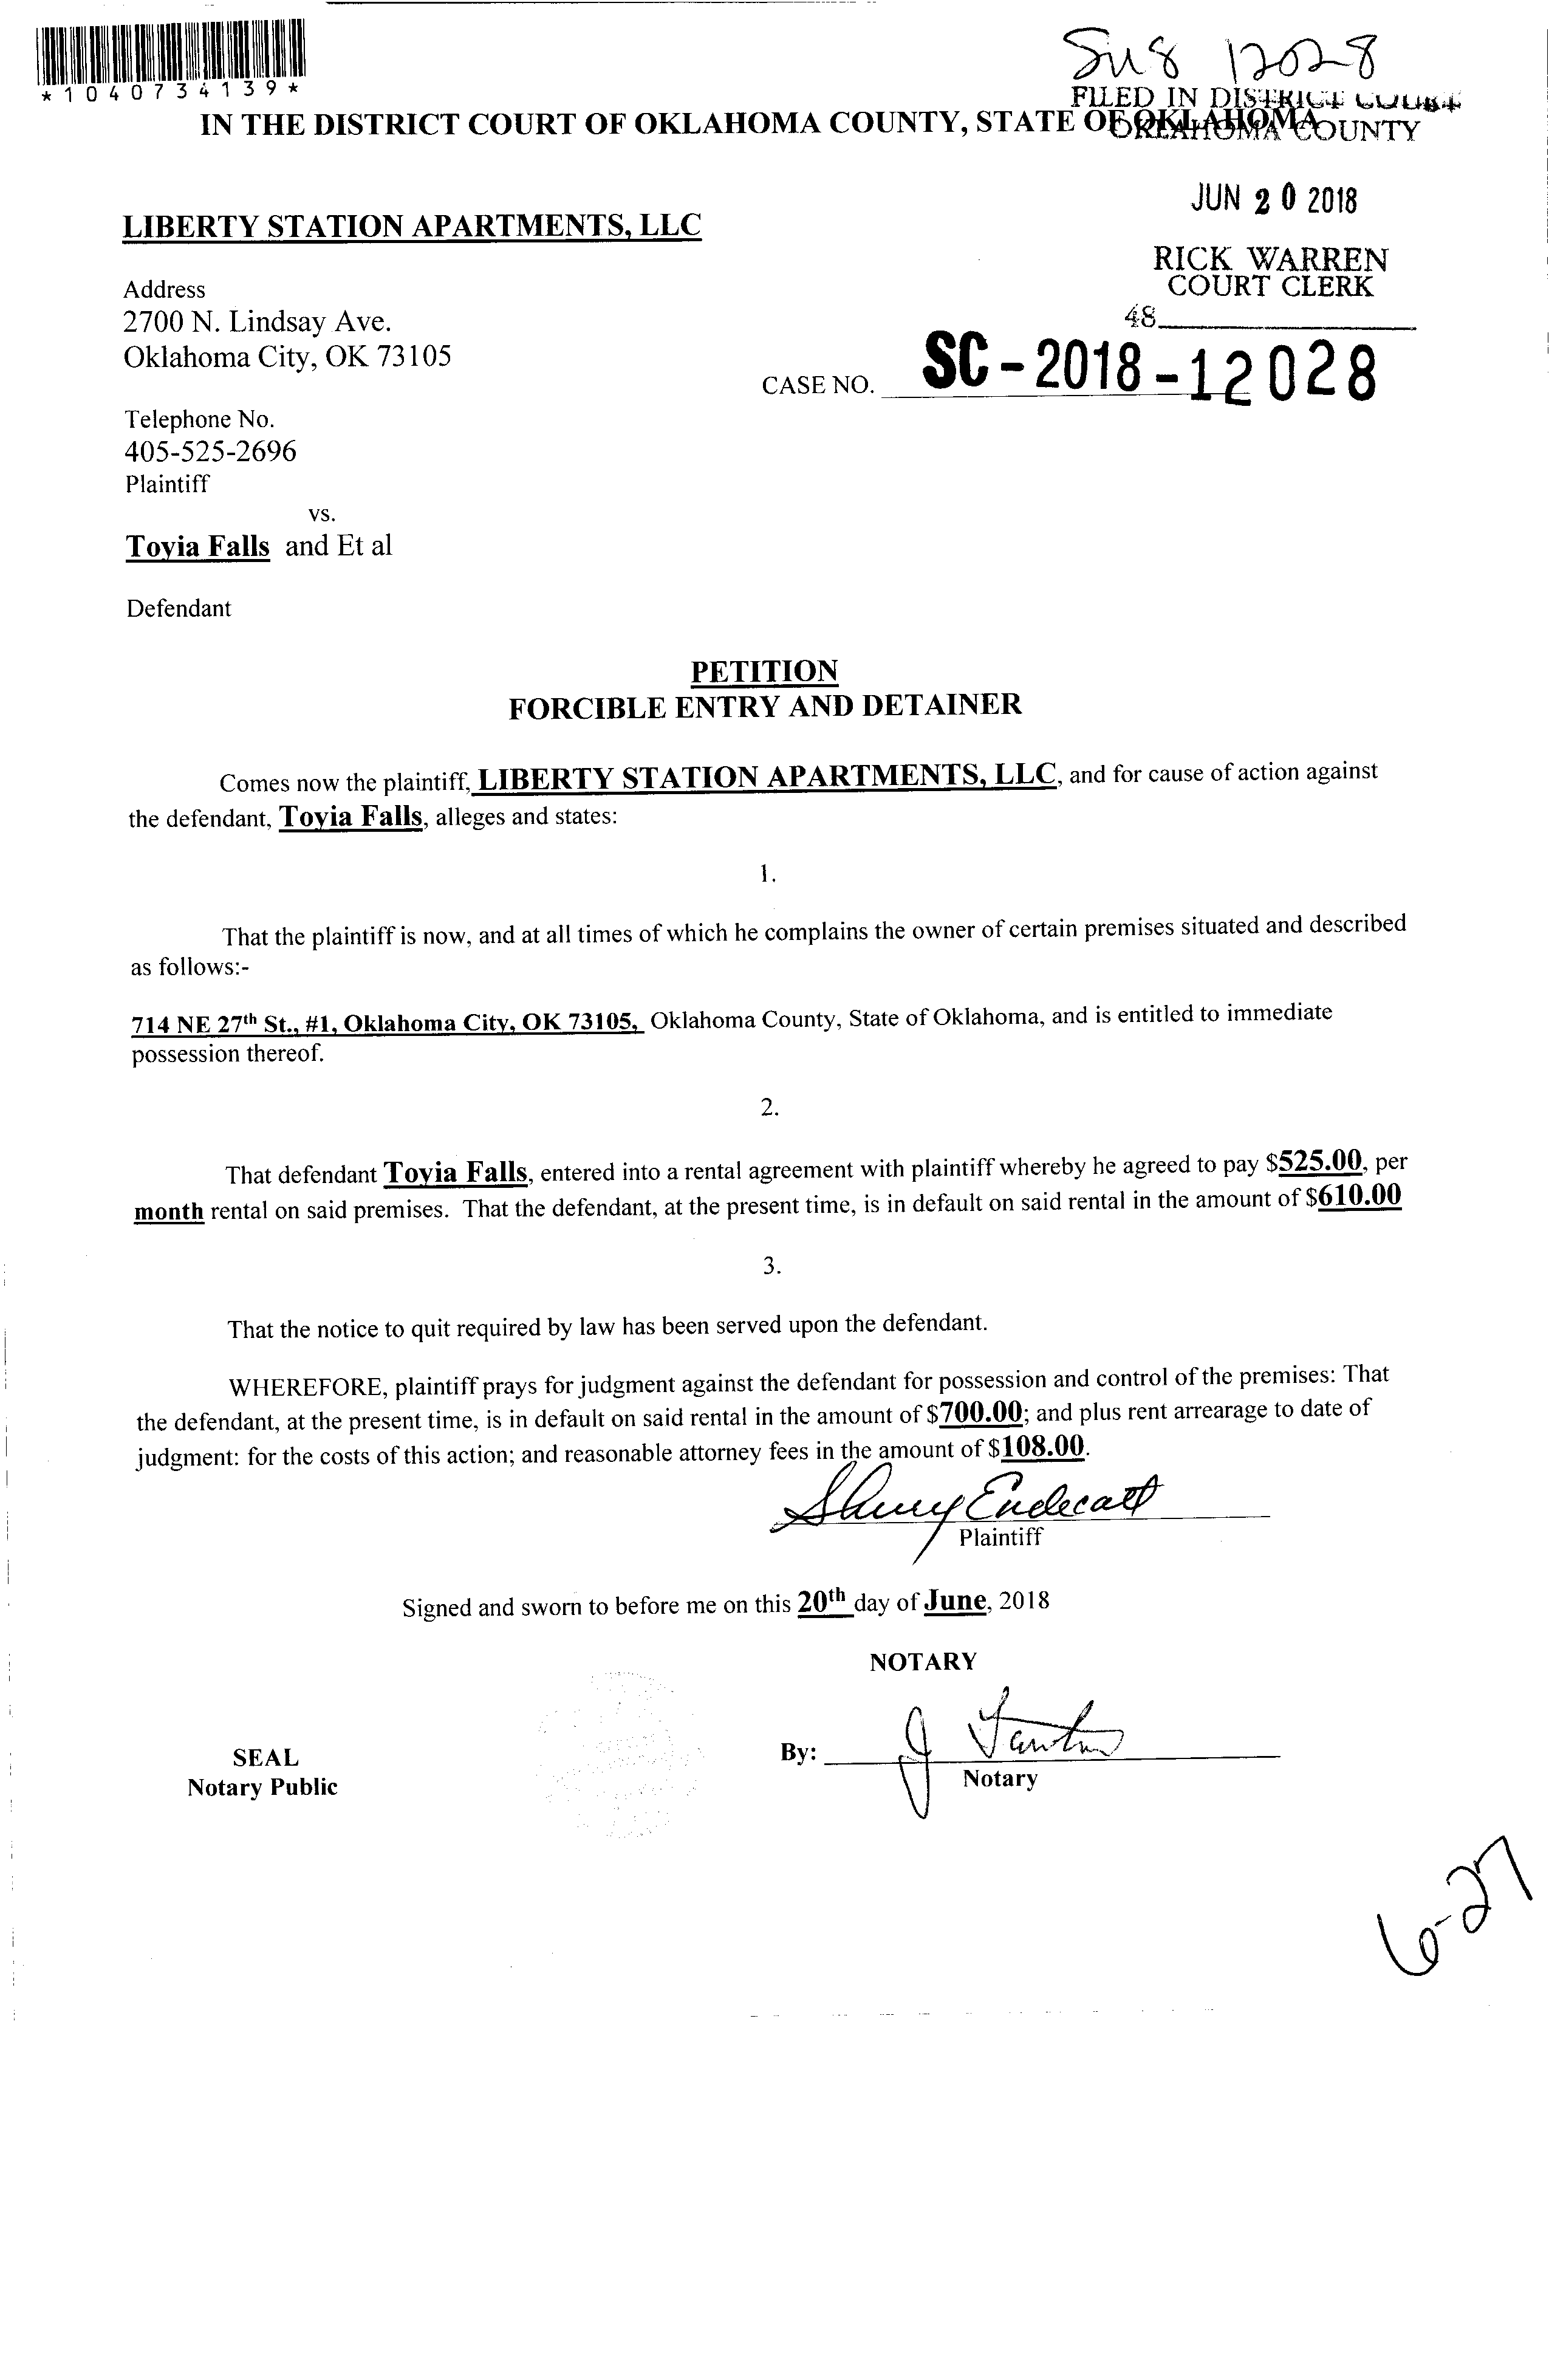 *1040734139*
FILED IN DISTRICT COURT
IN THE DISTRICT COURT OF OKLAHOMA COUNTY, STATE OF OKLAHOMA
OKLAHOMA COUNTY
JUN 20 2018
LIBERTY STATION APARTMENTS, LLC
RICK WARREN
COURT CLERK
Address
2700 N. Lindsay Ave.
48
Oklahoma City, OK 73105
CASE NO. SC-2018-12028
Telephone No.
405-525-2696
Plaintiff
vs.
Toyia Falls and Et al
Defendant
PETITION
FORCIBLE ENTRY AND DETAINER
Comes now the plaintiff, LIBERTY STATION APARTMENTS, LLC, and for cause of action against
the defendant, Toyia Falls, alleges and states:
1.
That the plaintiff is now, and at all times of which he complains the owner of certain premises situated and described
as follows:-
714 NE 27th St., #1, Oklahoma City, OK 73105, Oklahoma County, State of Oklahoma, and is entitled to immediate
possession thereof.
2.
That defendant Toyia Falls, entered into a rental agreement with plaintiff whereby he agreed to pay $525.00, per
month rental on said premises. That the defendant, at the present time, is in default on said rental in the amount of $610.00
3.
That the notice to quit required by law has been served upon the defendant.
WHEREFORE, plaintiff prays for judgment against the defendant for possession and control of the premises: That
the defendant, at the present time, is in default on said rental in the amount of $700.00; and plus rent arrearage to date of
judgment: for the costs of this action; and reasonable attorney fees in the amount of $108.00.
Plaintiff
Signed and sworn to before me on this 20th day of June, 2018
NOTARY
SEAL
By:
Notary Public
Notary
6-27